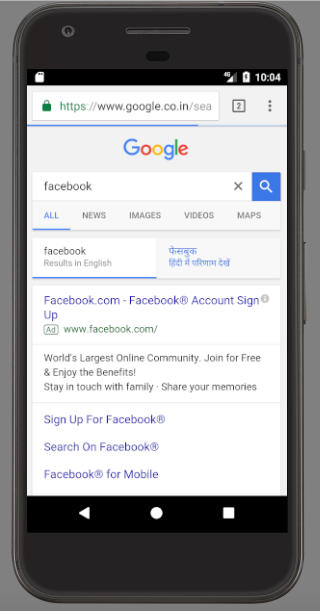 4G 10:04
https://www.google.co.in/sea 2
Google
facebook
ALL NEWS IMAGES VIDEOS MAPS
facebook
Results in English
फेसबुक
हिंदी में परिणाम देखें
Facebook.com - Facebook® Account Sign
Up
Ad www.facebook.com/
World's Largest Online Community. Join for Free
& Enjoy the Benefits!
Stay in touch with family · Share your memories
Sign Up For Facebook®
Search On Facebook®
Facebook® for Mobile